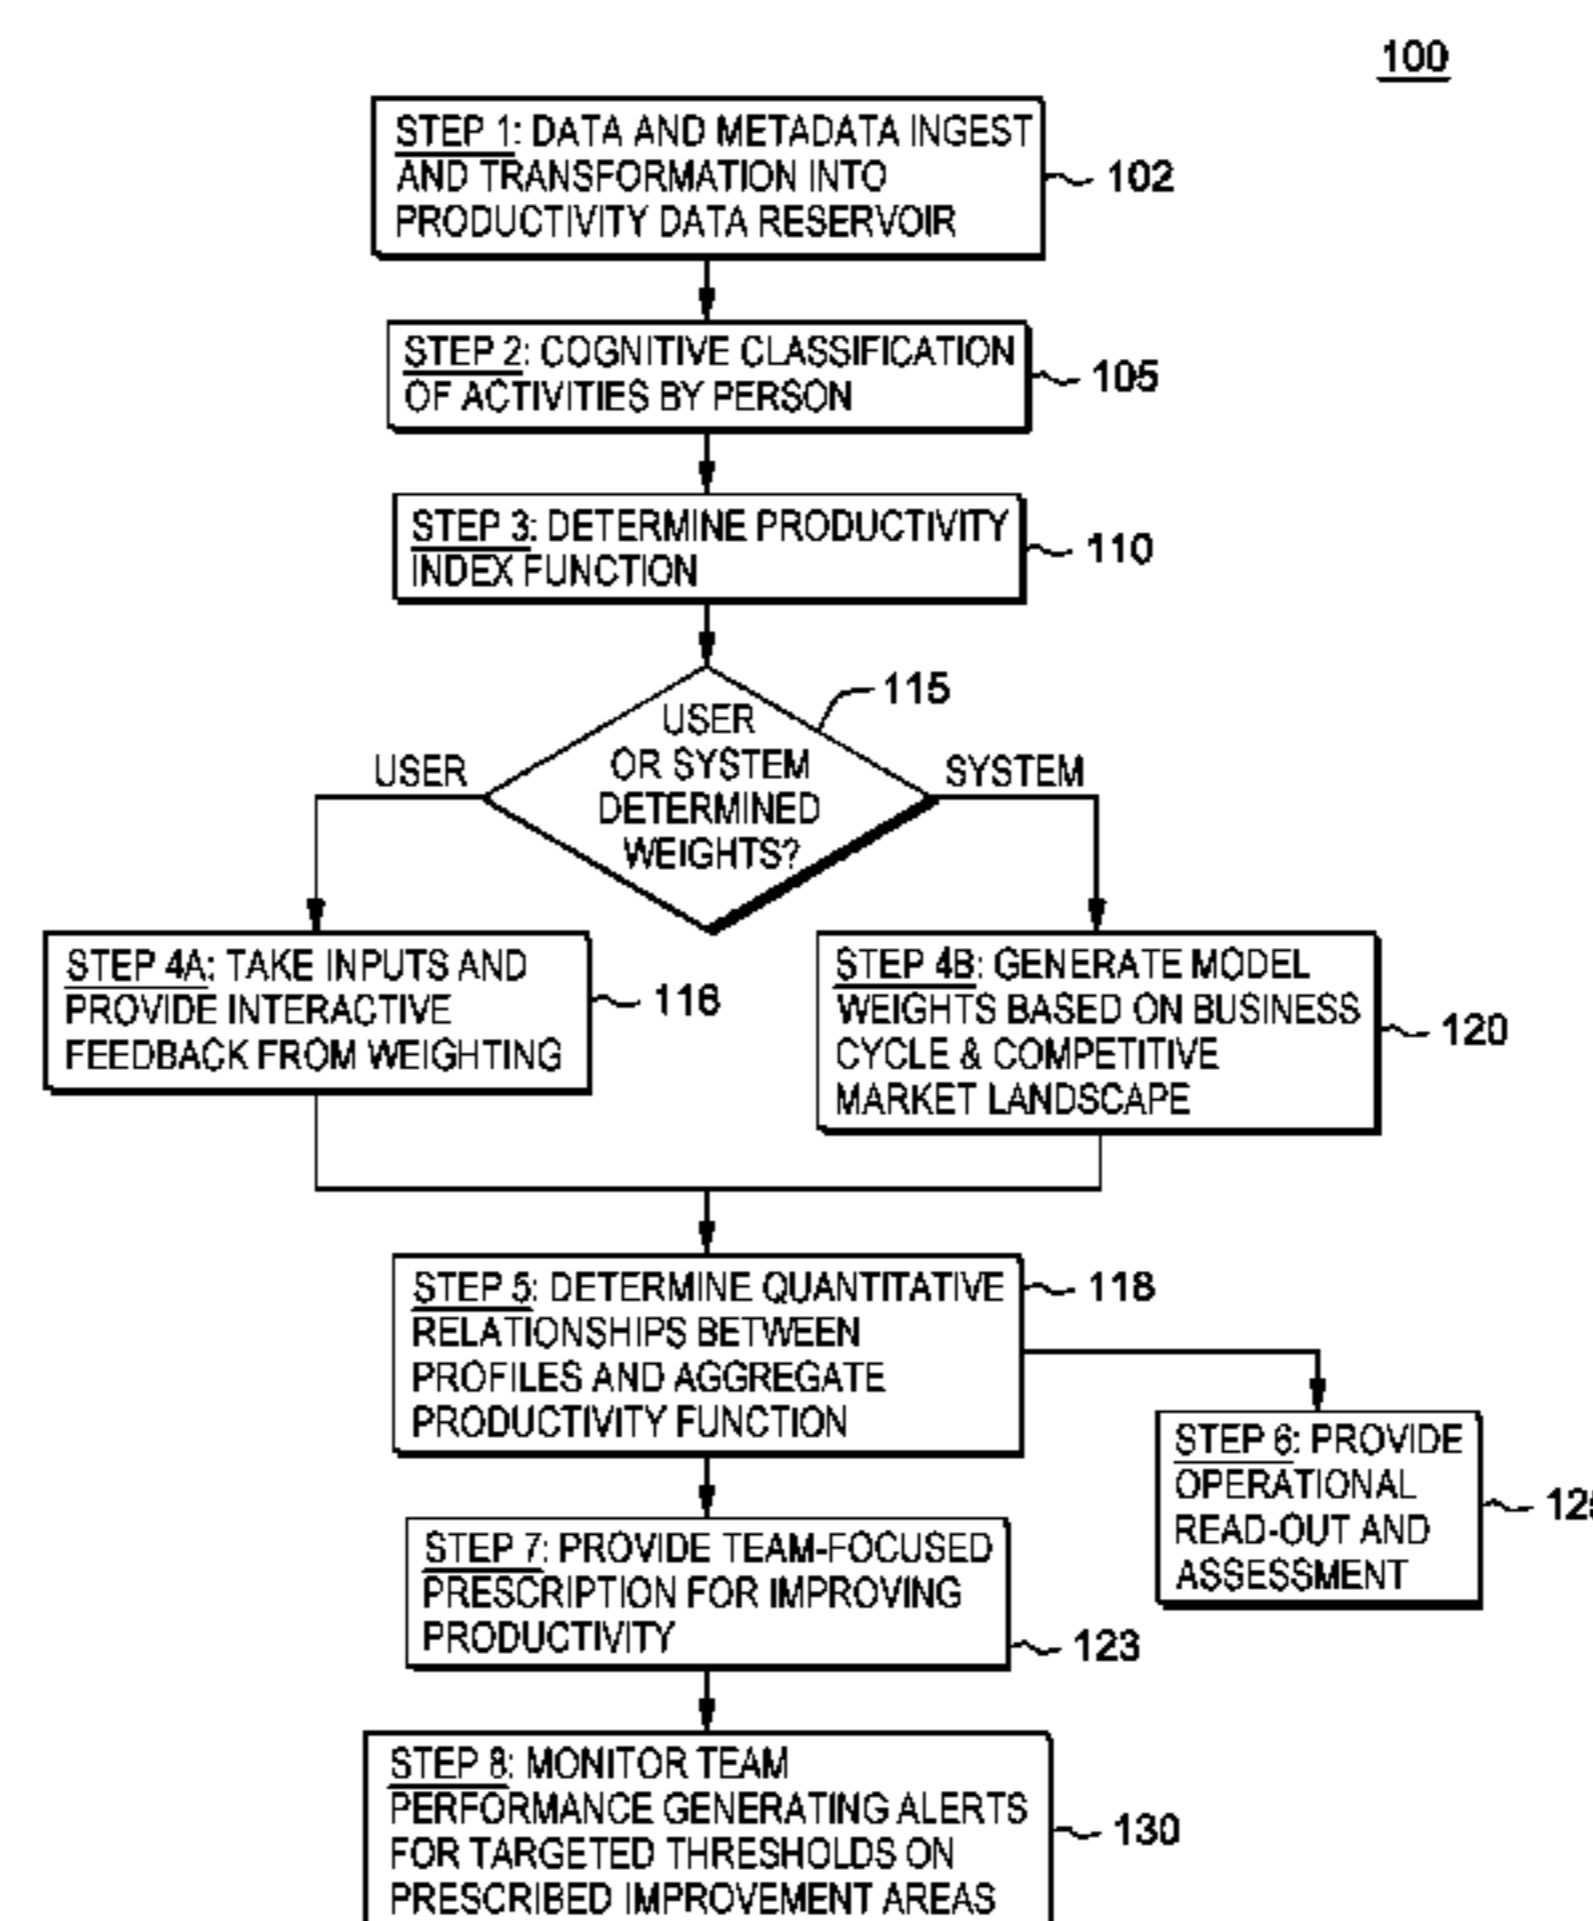 100
STEP 1: DATA AND METADATA INGEST
AND TRANSFORMATION INTO
PRODUCTIVITY DATA RESERVOIR
102
STEP 2: COGNITIVE CLASSIFICATION
OF ACTIVITIES BY PERSON
105
STEP 3: DETERMINE PRODUCTIVITY
INDEX FUNCTION
110
115
USER
OR SYSTEM
DETERMINED
WEIGHTS?
USER
SYSTEM
STEP 4A: TAKE INPUTS AND
PROVIDE INTERACTIVE
FEEDBACK FROM WEIGHTING
116
STEP 4B: GENERATE MODEL
WEIGHTS BASED ON BUSINESS
CYCLE & COMPETITIVE
MARKET LANDSCAPE
120
STEP 5: DETERMINE QUANTITATIVE
RELATIONSHIPS BETWEEN
PROFILES AND AGGREGATE
PRODUCTIVITY FUNCTION
118
STEP 6: PROVIDE
OPERATIONAL
READ-OUT AND
ASSESSMENT
STEP 7: PROVIDE TEAM-FOCUSED
PRESCRIPTION FOR IMPROVING
PRODUCTIVITY
123
STEP 8: MONITOR TEAM
PERFORMANCE GENERATING ALERTS
FOR TARGETED THRESHOLDS ON
PRESCRIBED IMPROVEMENT AREAS
130